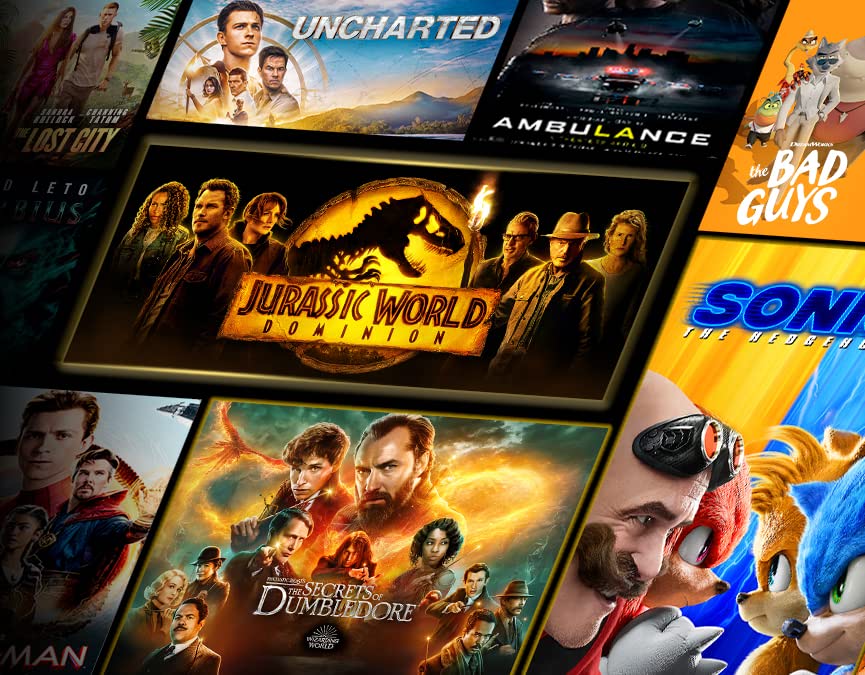 UNCHARTED
SANDRA CHANNING
BULLOCK TATUM
THE LOST CITY
AMBULANCE
DREAMWORKS
the BAD
GUYS
D LETO
BIUS
JURASSIC WORLD
DOMINION
SONI
THE HEDGEHO
FANTASTIC BEASTS
THE SECRETS OF
DUMBLEDORE
WIZARDING
WORLD
-MAN